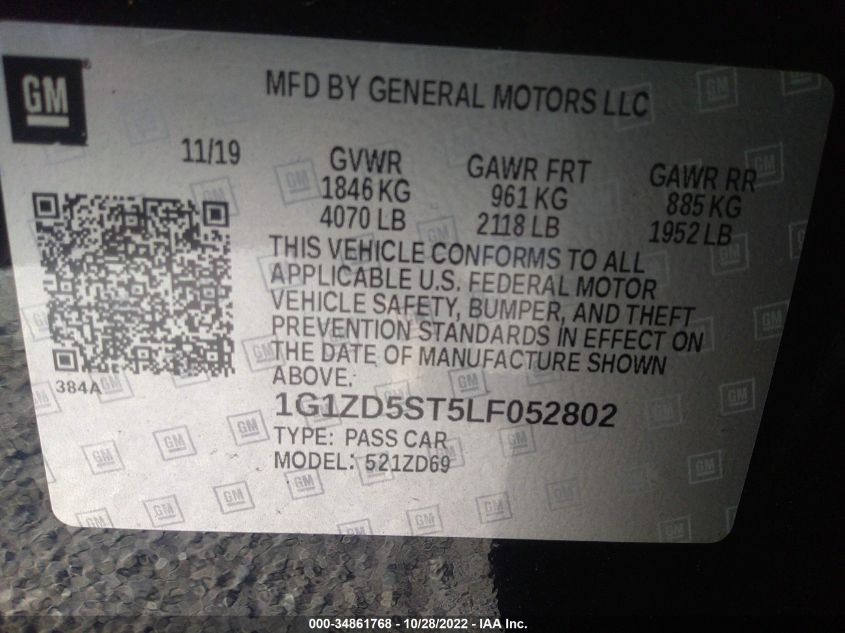 GM
MFD BY GENERAL MOTORS LLC
11/19
GVWR GAWR FRT GAWR RR
1846 KG 961 KG 885 KG
4070 LB 2118 LB 1952 LB
THIS VEHICLE CONFORMS TO ALL
APPLICABLE U.S. FEDERAL MOTOR
VEHICLE SAFETY, BUMPER, AND THEFT
PREVENTION STANDARDS IN EFFECT ON
THE DATE OF MANUFACTURE SHOWN
ABOVE.
384A
1G1ZD5ST5LF052802
TYPE: PASS CAR
MODEL: 521ZD69
000-34861768 | 10/28/2022 - IAA Inc.